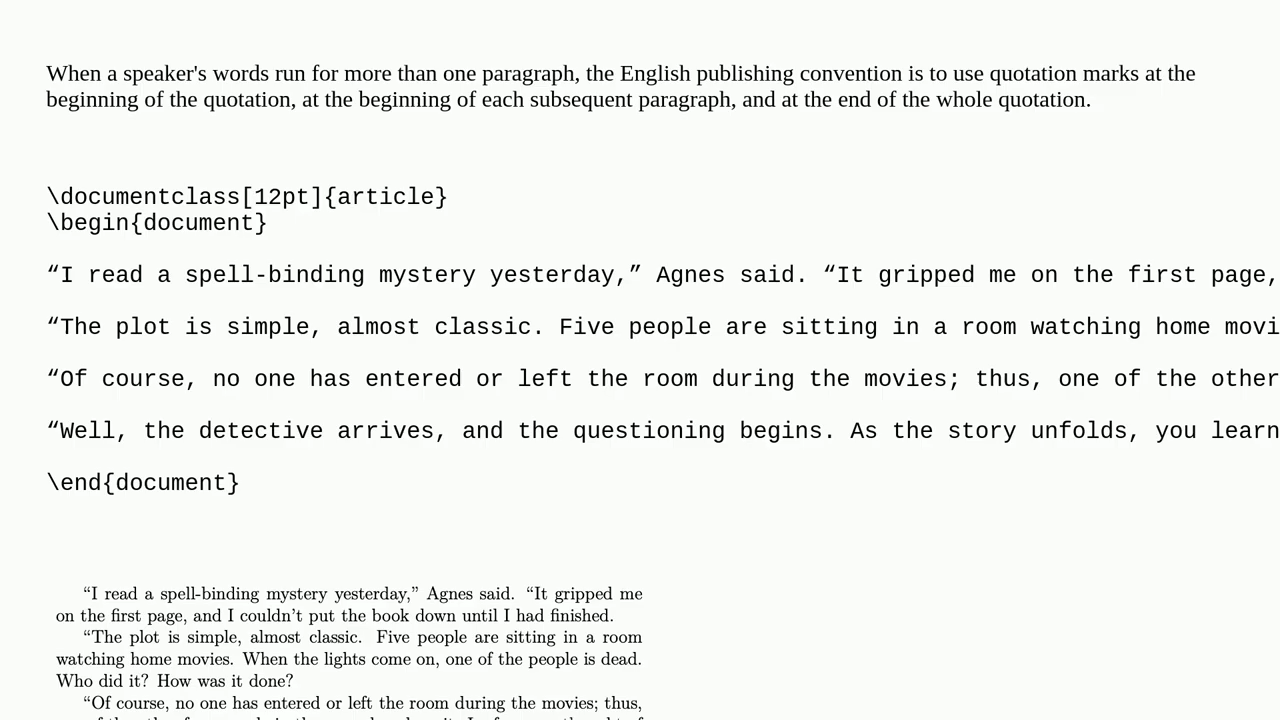 When a speaker's words run for more than one paragraph, the English publishing convention is to use quotation marks at the
beginning of the quotation, at the beginning of each subsequent paragraph, and at the end of the whole quotation.
\documentclass[12pt]{article}
\begin{document}
“I read a spell-binding mystery yesterday,” Agnes said. “It gripped me on the first page,
“The plot is simple, almost classic. Five people are sitting in a room watching home movi
“Of course, no one has entered or left the room during the movies; thus, one of the other
“Well, the detective arrives, and the questioning begins. As the story unfolds, you learn
\end{document}
“I read a spell-binding mystery yesterday,” Agnes said. “It gripped me
on the first page, and I couldn’t put the book down until I had finished.
“The plot is simple, almost classic. Five people are sitting in a room
watching home movies. When the lights come on, one of the people is dead.
Who did it? How was it done?
“Of course, no one has entered or left the room during the movies; thus,